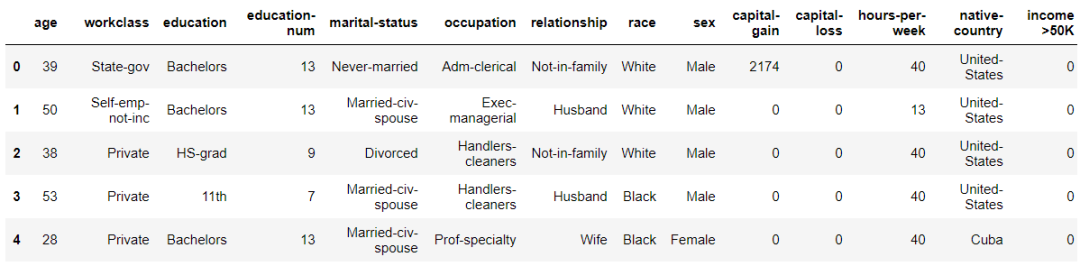 age workclass education education-num marital-status occupation relationship race sex capital-gain capital-loss hours-per-week native-country income >50K
0 39 State-gov Bachelors 13 Never-married Adm-clerical Not-in-family White Male 2174 0 40 United-States 0
1 50 Self-emp-not-inc Bachelors 13 Married-civ-spouse Exec-managerial Husband White Male 0 0 13 United-States 0
2 38 Private HS-grad 9 Divorced Handlers-cleaners Not-in-family White Male 0 0 40 United-States 0
3 53 Private 11th 7 Married-civ-spouse Handlers-cleaners Husband Black Male 0 0 40 United-States 0
4 28 Private Bachelors 13 Married-civ-spouse Prof-specialty Wife Black Female 0 0 40 Cuba 0